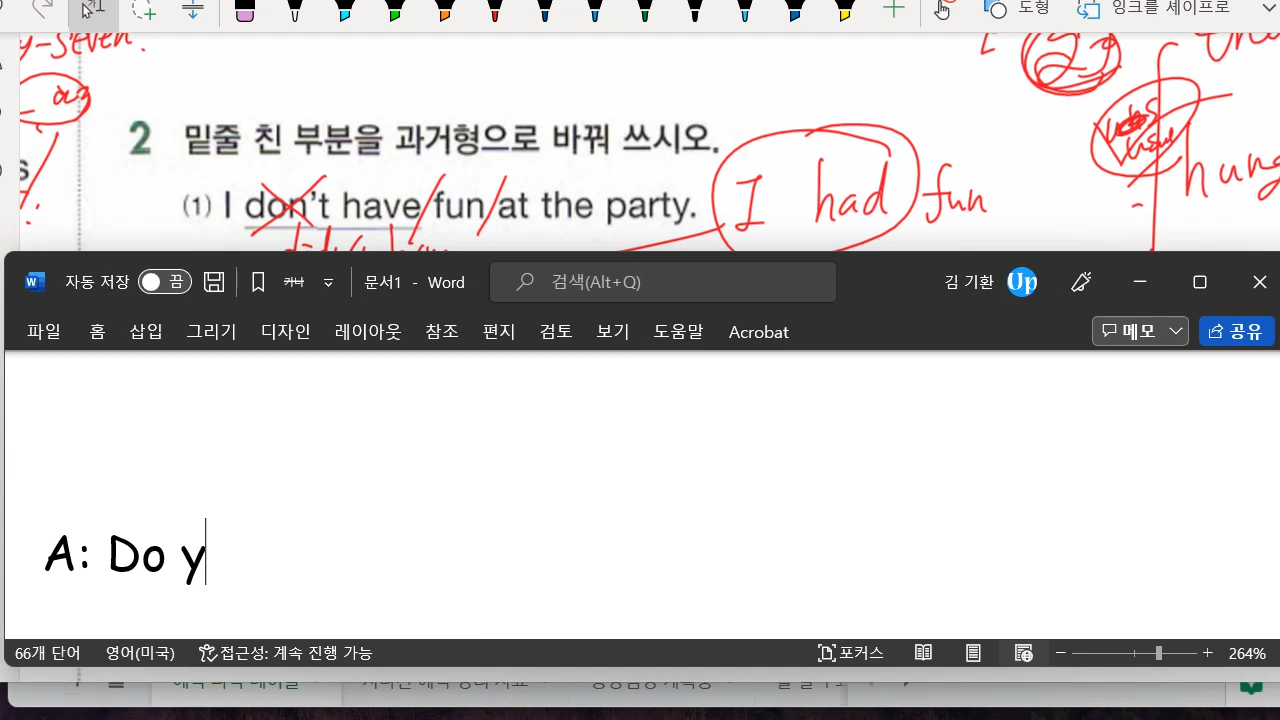 도형
잉크를 셰이프로
y-seven.
as
2 밑줄 친 부분을 과거형으로 바꿔 쓰시오.
(1) I don't have fun at the party.
I had fun
hung
자동 저장 끔
문서1 - Word
검색(Alt+Q)
김 기환
Up
파일 홈 삽입 그리기 디자인 레이아웃 참조 편지 검토 보기 도움말 Acrobat
메모
공유
A: Do y
66개 단어 영어(미국) 접근성: 계속 진행 가능
포커스
264%